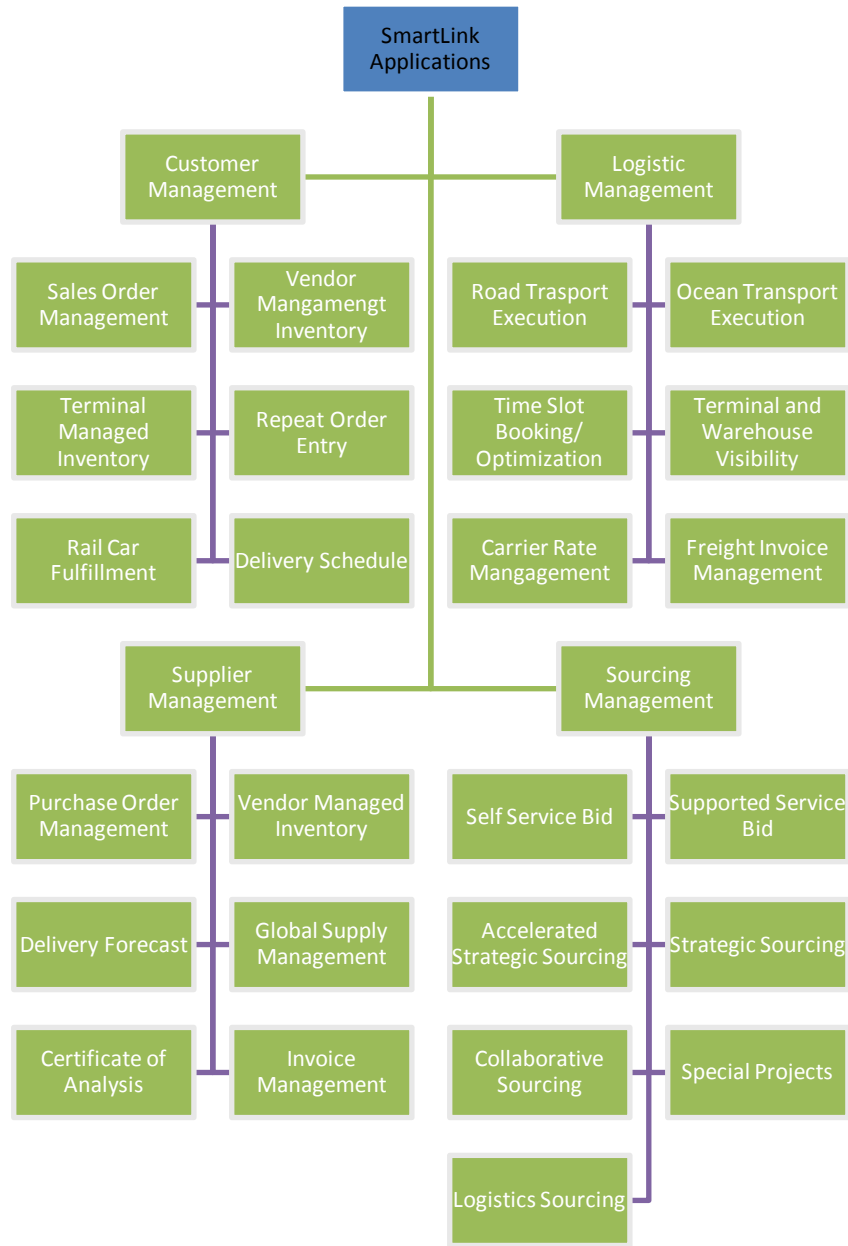 SmartLink
Applications
Customer
Management
Logistic
Management
Sales Order
Management
Vendor
Mangamengt
Inventory
Road Trasport
Execution
Ocean Transport
Execution
Terminal
Managed
Inventory
Repeat Order
Entry
Time Slot
Booking/
Optimization
Terminal and
Warehouse
Visibility
Rail Car
Fulfillment
Delivery Schedule
Carrier Rate
Mangagement
Freight Invoice
Management
Supplier
Management
Sourcing
Management
Purchase Order
Management
Vendor Managed
Inventory
Self Service Bid
Supported Service
Bid
Delivery Forecast
Global Supply
Management
Accelerated
Strategic Sourcing
Strategic Sourcing
Certificate of
Analysis
Invoice
Management
Collaborative
Sourcing
Special Projects
Logistics Sourcing